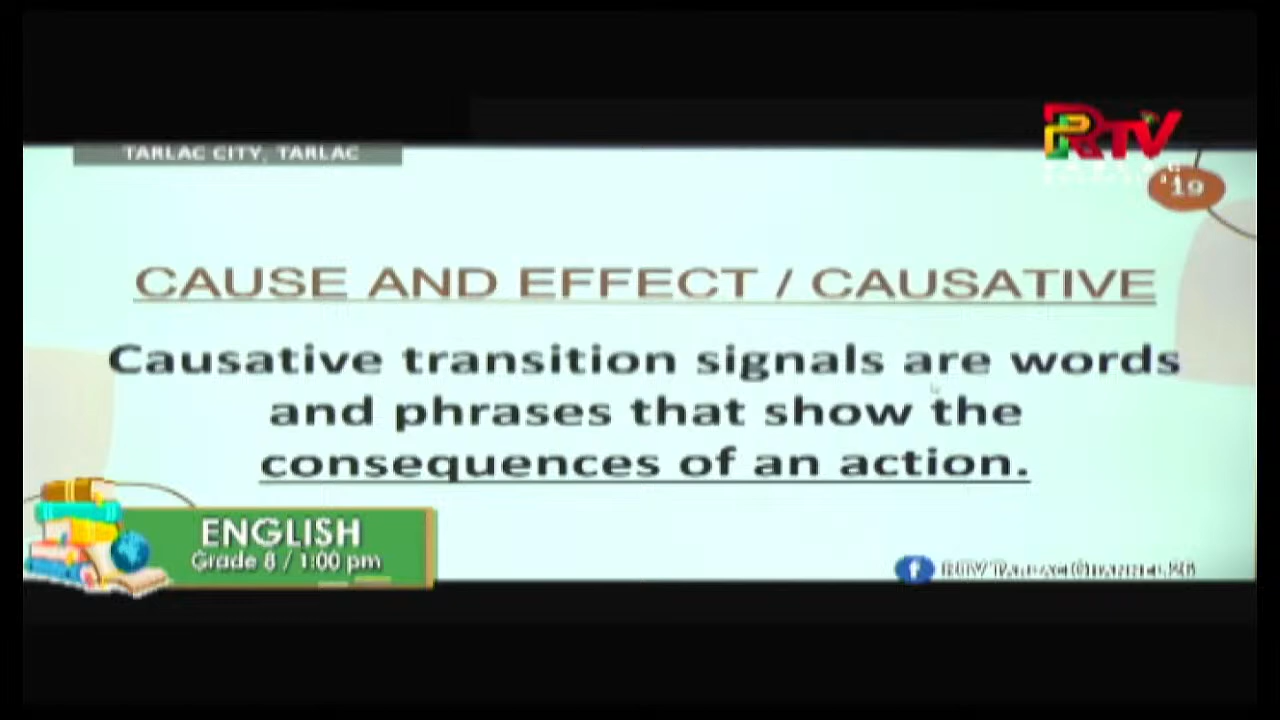 TARLAC CITY, TARLAC
RTV
19
CAUSE AND EFFECT / CAUSATIVE
Causative transition signals are words
and phrases that show the
consequences of an action.
ENGLISH
Grade 8 / 1:00 pm